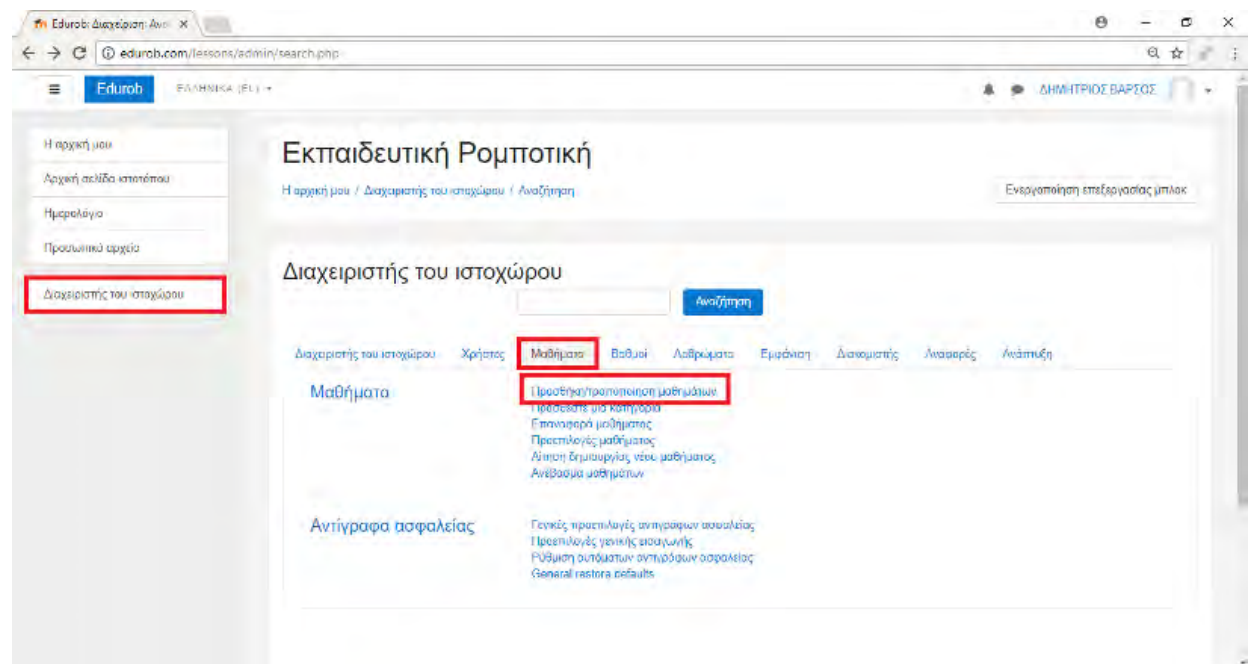 Edurob: Διαχείριση: Ανα
edurob.com/lessons/admin/search.php
Edurob ΕΛΛΗΝΙΚΑ (EL) ΔΗΜΗΤΡΙΟΣ ΒΑΡΣΟΣ
Η αρχική μου
Αρχική σελίδα ιστοτόπου
Ημερολόγιο
Προσωπικά αρχεία
Διαχειριστής του ιστοχώρου
Εκπαιδευτική Ρομποτική
Η αρχική μου / Διαχειριστής του ιστοχώρου / Αναζήτηση
Ενεργοποίηση επεξεργασίας μπλοκ
Διαχειριστής του ιστοχώρου
Αναζήτηση
Διαχειριστής του ιστοχώρου Χρήστες Μαθήματα Βαθμοί Αρθρώματα Εμφάνιση Διακομιστής Αναφορές Ανάπτυξη
Μαθήματα
Προσθήκη/τροποποίηση μαθημάτων
Προσθέστε μια κατηγορία
Επαναφορά μαθήματος
Προεπιλογές μαθήματος
Αίτηση δημιουργίας νέου μαθήματος
Ανέβασμα μαθημάτων
Αντίγραφα ασφαλείας
Γενικές προεπιλογές αντιγράφων ασφαλείας
Προεπιλογές γενικής εισαγωγής
Ρύθμιση αυτόματων αντιγράφων ασφαλείας
General restore defaults